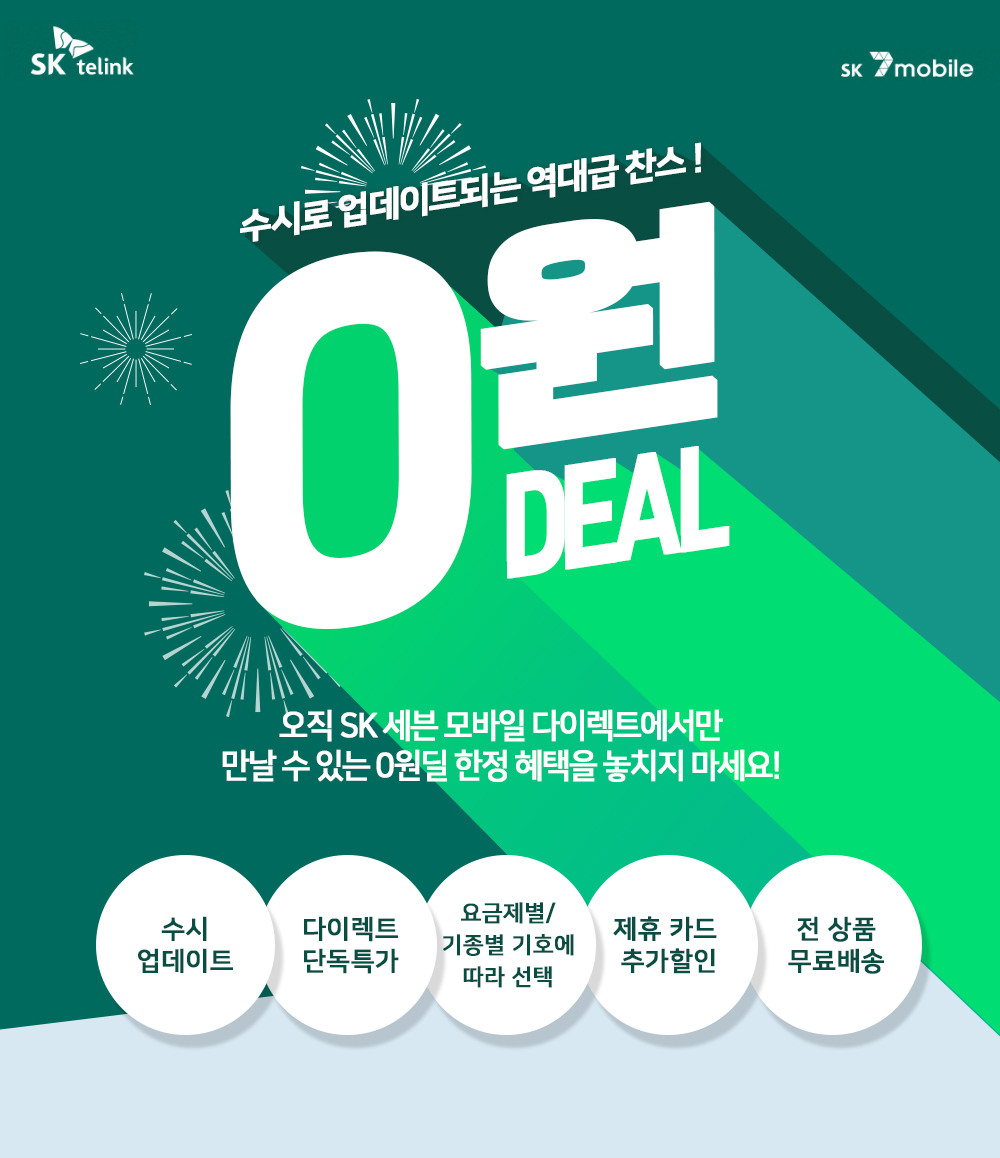 SK telink
SK 7mobile
수시로 업데이트되는 역대급 찬스 !
0원
DEAL
오직 SK 세븐 모바일 다이렉트에서만
만날 수 있는 0원딜 한정 혜택을 놓치지 마세요!
수시
업데이트
다이렉트
단독특가
요금제별/
기종별 기호에
따라 선택
제휴 카드
추가할인
전 상품
무료배송